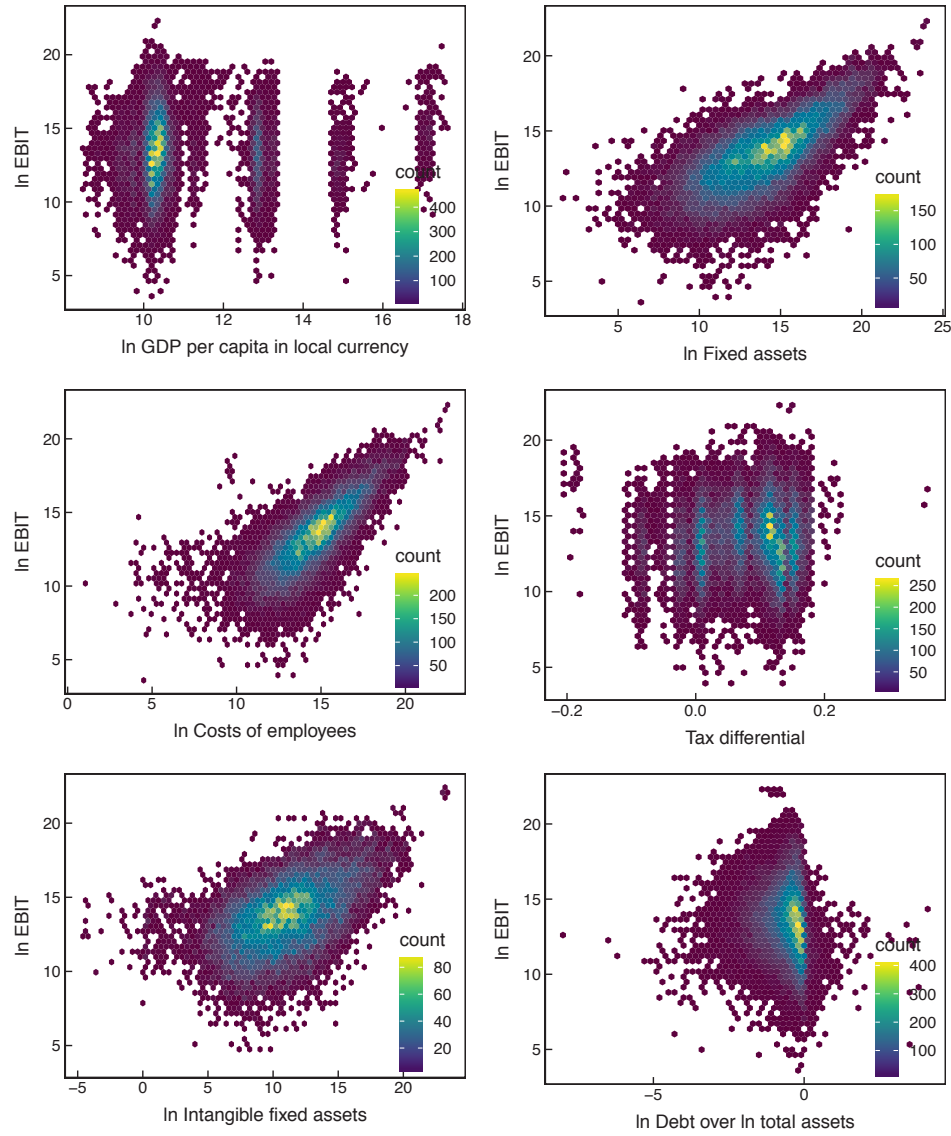 20
15
10
5
ln EBIT
count
400
300
200
100
10 12 14 16 18
ln GDP per capita in local currency
20
15
10
5
ln EBIT
count
150
100
50
5 10 15 20 25
ln Fixed assets
20
15
10
5
ln EBIT
count
200
150
100
50
0 5 10 15 20
ln Costs of employees
20
15
10
5
ln EBIT
count
250
200
150
100
50
−0.2 0.0 0.2
Tax differential
20
15
10
5
ln EBIT
count
80
60
40
20
−5 0 5 10 15 20
ln Intangible fixed assets
20
15
10
5
ln EBIT
count
400
300
200
100
−5 0
ln Debt over ln total assets